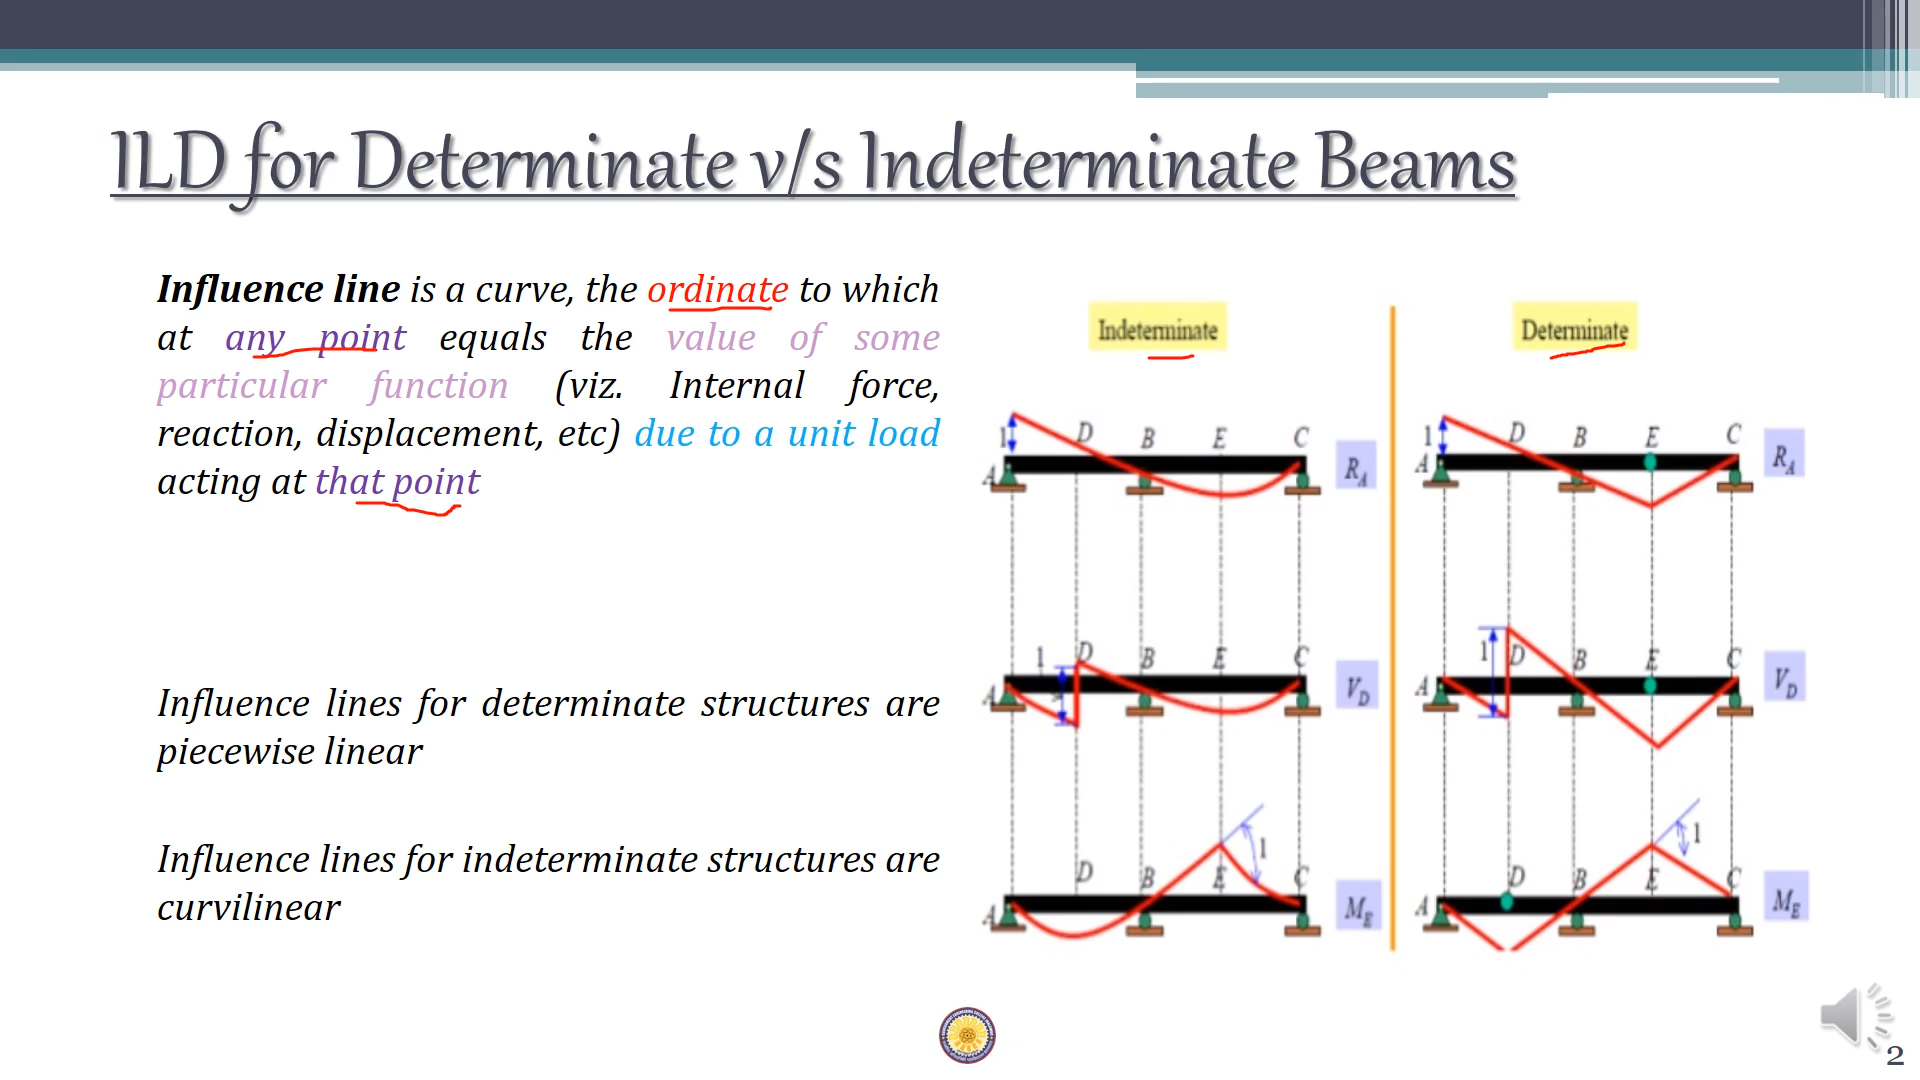 ILD for Determinate v/s Indeterminate Beams
Influence line is a curve, the ordinate to which
at any point equals the value of some
particular function (viz. Internal force,
reaction, displacement, etc) due to a unit load
acting at that point
Influence lines for determinate structures are
piecewise linear
Influence lines for indeterminate structures are
curvilinear
Indeterminate
1 A D B E C R_A
1 A D B E C V_D
A D B E 1 C M_E
Determinate
1 A D B E C R_A
1 A D B E C V_D
A D B E 1 C M_E
2